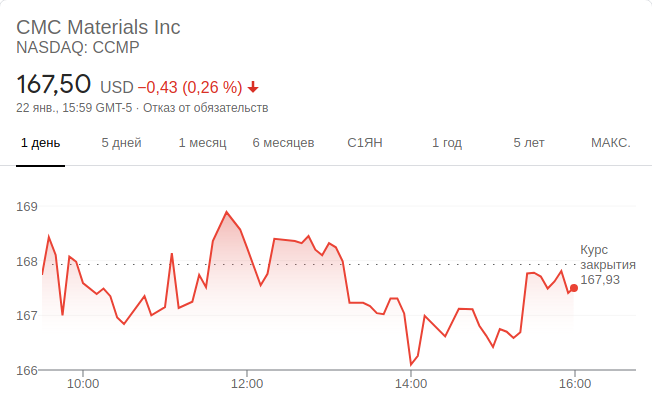 CMC Materials Inc
NASDAQ: CCMP
167,50 USD −0,43 (0,26 %)
22 янв., 15:59 GMT-5 · Отказ от обязательств
1 день 5 дней 1 месяц 6 месяцев С1ЯН 1 год 5 лет МАКС.
169
168
167
166
Курс
закрытия
167,93
10:00 12:00 14:00 16:00